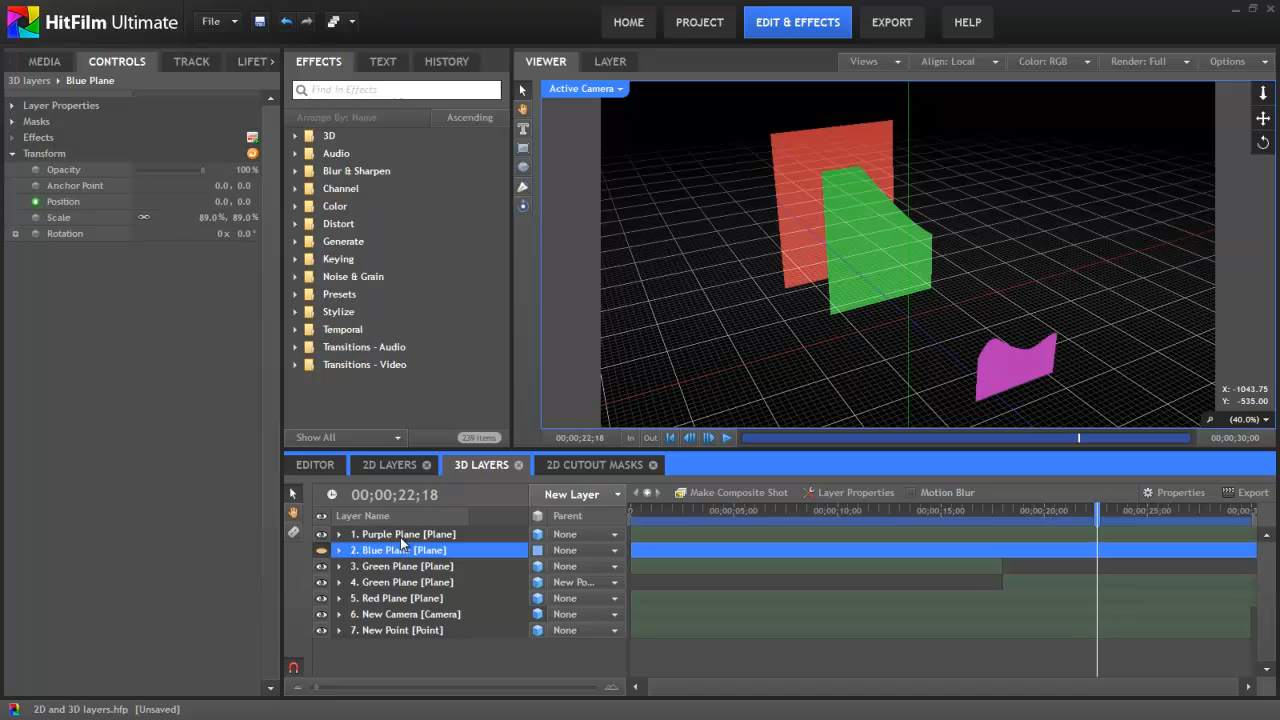 HitFilm Ultimate File HOME PROJECT EDIT & EFFECTS EXPORT HELP
MEDIA CONTROLS TRACK LIFET
3D layers Blue Plane
Layer Properties
Masks
Effects
Transform
Opacity 100%
Anchor Point 0.0, 0.0
Position 0.0, 0.0
Scale 89.0%, 89.0%
Rotation 0 x 0.0°
EFFECTS TEXT HISTORY
Find in Effects
Arrange By: Name Ascending
3D
Audio
Blur & Sharpen
Channel
Color
Distort
Generate
Keying
Noise & Grain
Presets
Stylize
Temporal
Transitions - Audio
Transitions - Video
Show All 239 items
VIEWER LAYER Views Align: Local Color: RGB Render: Full Options
Active Camera
X: -1043.75
Y: -535.00
(40.0%)
00;00;22;18 In Out 00;00;30;00
EDITOR 2D LAYERS 3D LAYERS 2D CUTOUT MASKS
00;00;22;18 New Layer Make Composite Shot Layer Properties Motion Blur Properties Export
Layer Name Parent 0 00;00;05;00 00;00;10;00 00;00;15;00 00;00;20;00 00;00;25;00 00;00;3
1. Purple Plane [Plane] None
2. Blue Plane [Plane] None
3. Green Plane [Plane] None
4. Green Plane [Plane] New Po...
5. Red Plane [Plane] None
6. New Camera [Camera] None
7. New Point [Point] None
2D and 3D layers.hfp [Unsaved]